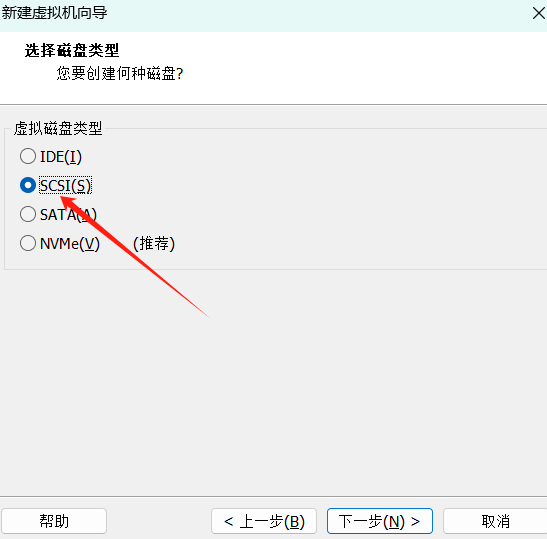 新建虚拟机向导
选择磁盘类型
您要创建何种磁盘?
虚拟磁盘类型
IDE(I)
SCSI(S)
SATA(A)
NVMe(V) (推荐)
帮助 < 上一步(B) 下一步(N) > 取消